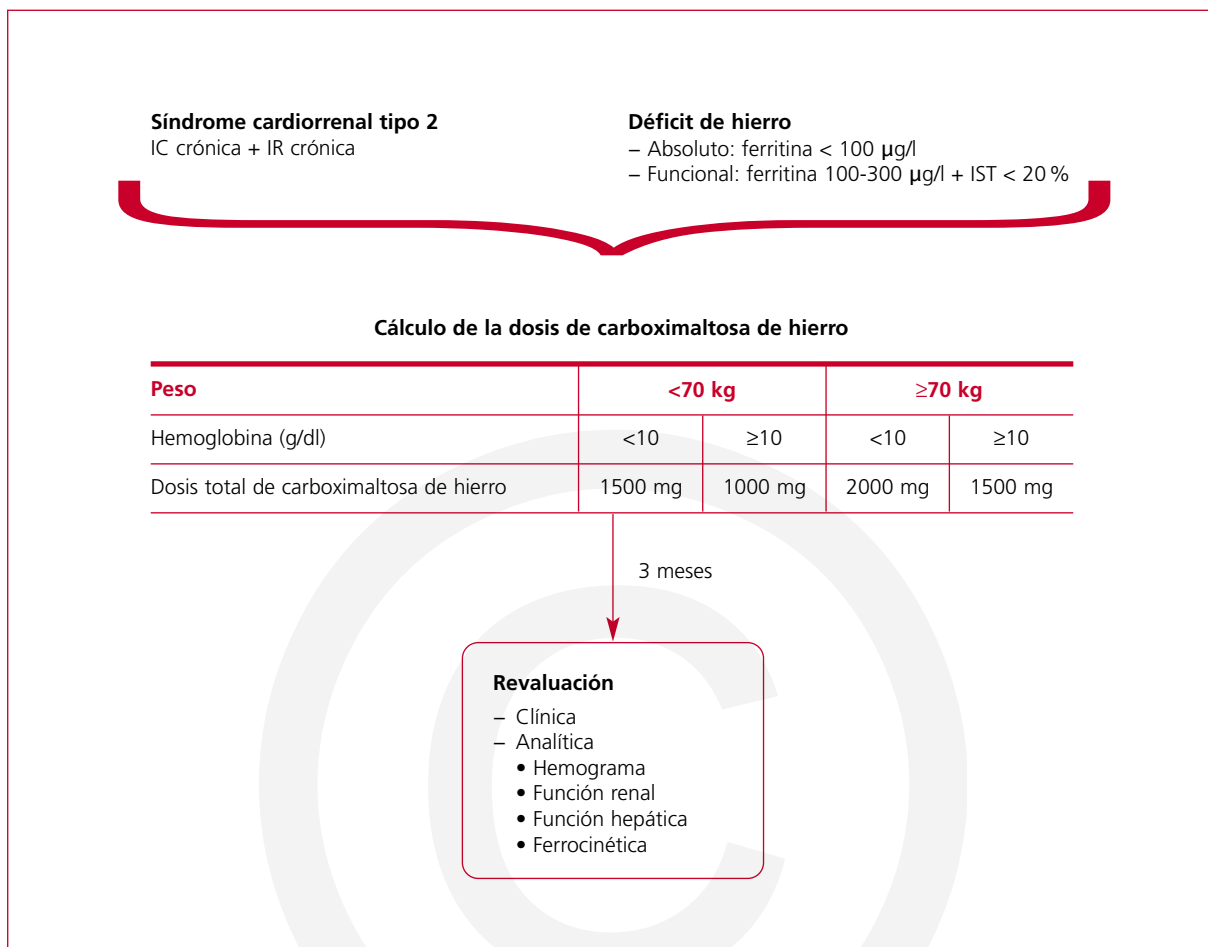 Síndrome cardiorrenal tipo 2
IC crónica + IR crónica
Déficit de hierro
– Absoluto: ferritina < 100 μg/l
– Funcional: ferritina 100-300 μg/l + IST < 20 %
Cálculo de la dosis de carboximaltosa de hierro
Peso <70 kg ≥70 kg
Hemoglobina (g/dl) <10 ≥10 <10 ≥10
Dosis total de carboximaltosa de hierro 1500 mg 1000 mg 2000 mg 1500 mg
3 meses
Revaluación
– Clínica
– Analítica
• Hemograma
• Función renal
• Función hepática
• Ferrocinética